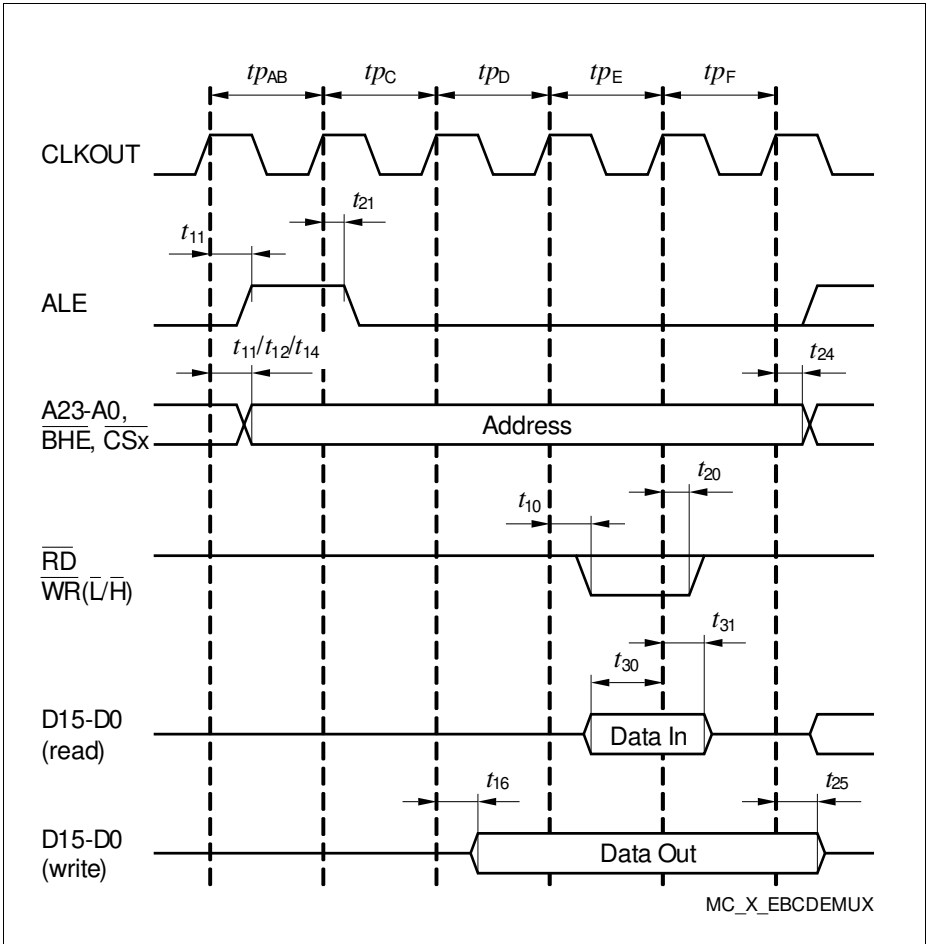 tpAB tpC tpD tpE tpF
CLKOUT
t21
t11
ALE
t11/t12/t14
t24
A23-A0,
BHE, CSx
Address
t20
t10
RD
WR(L/H)
t31
t30
D15-D0
(read)
Data In
t16
t25
D15-D0
(write)
Data Out
MC_X_EBCDEMUX